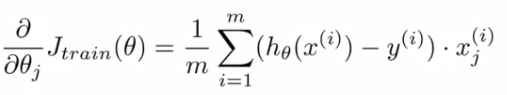 ∂/∂θ_j J_train(θ) = 1/m ∑_{i=1}^{m} (h_θ(x^(i)) − y^(i)) · x_j^(i)